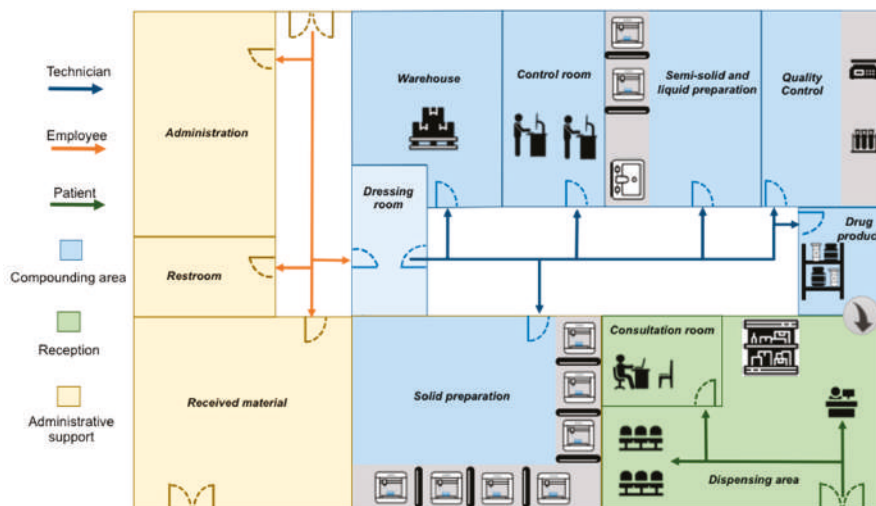 Technician
Employee
Patient
Compounding area
Reception
Administrative
support
Administration
Restroom
Received material
Warehouse
Control room
Semi-solid and
liquid preparation
Quality
Control
Dressing
room
Drug
produc
Solid preparation
Consultation room
Dispensing area